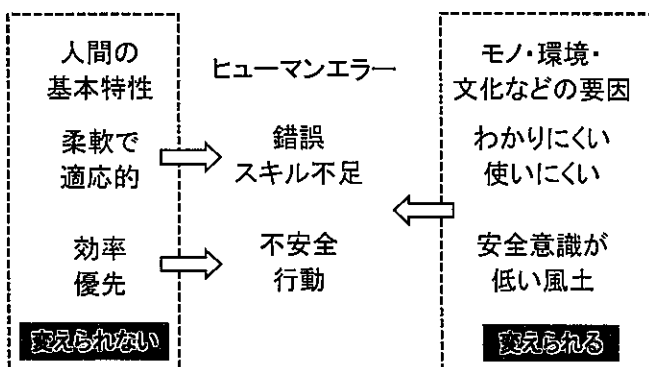 人間の
基本特性
柔軟で
適応的
効率
優先
変えられない
ヒューマンエラー
錯誤
スキル不足
不安全
行動
モノ・環境・
文化などの要因
わかりにくい
使いにくい
安全意識が
低い風土
変えられる